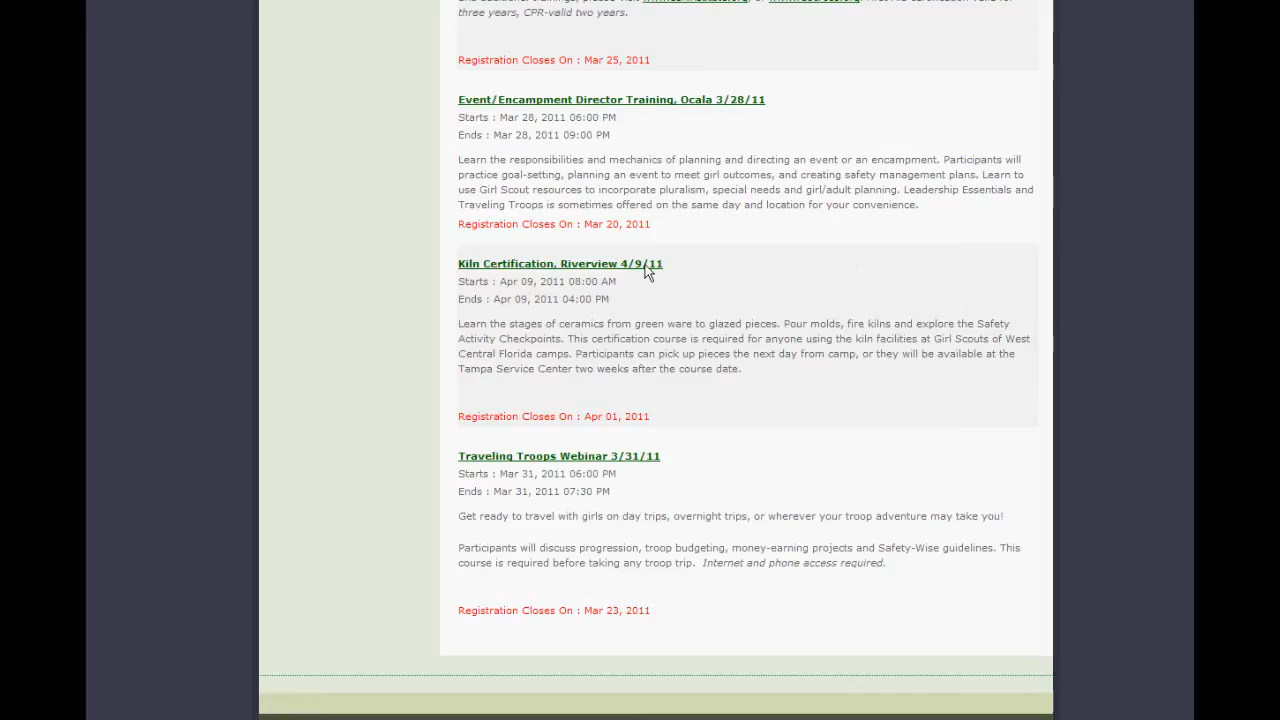 three years, CPR-valid two years.
Registration Closes On : Mar 25, 2011
Event/Encampment Director Training, Ocala 3/28/11
Starts : Mar 28, 2011 06:00 PM
Ends : Mar 28, 2011 09:00 PM
Learn the responsibilities and mechanics of planning and directing an event or an encampment. Participants will
practice goal-setting, planning an event to meet girl outcomes, and creating safety management plans. Learn to
use Girl Scout resources to incorporate pluralism, special needs and girl/adult planning. Leadership Essentials and
Traveling Troops is sometimes offered on the same day and location for your convenience.
Registration Closes On : Mar 20, 2011
Kiln Certification, Riverview 4/9/11
Starts : Apr 09, 2011 08:00 AM
Ends : Apr 09, 2011 04:00 PM
Learn the stages of ceramics from green ware to glazed pieces. Pour molds, fire kilns and explore the Safety
Activity Checkpoints. This certification course is required for anyone using the kiln facilities at Girl Scouts of West
Central Florida camps. Participants can pick up pieces the next day from camp, or they will be available at the
Tampa Service Center two weeks after the course date.
Registration Closes On : Apr 01, 2011
Traveling Troops Webinar 3/31/11
Starts : Mar 31, 2011 06:00 PM
Ends : Mar 31, 2011 07:30 PM
Get ready to travel with girls on day trips, overnight trips, or wherever your troop adventure may take you!
Participants will discuss progression, troop budgeting, money-earning projects and Safety-Wise guidelines. This
course is required before taking any troop trip. Internet and phone access required.
Registration Closes On : Mar 23, 2011